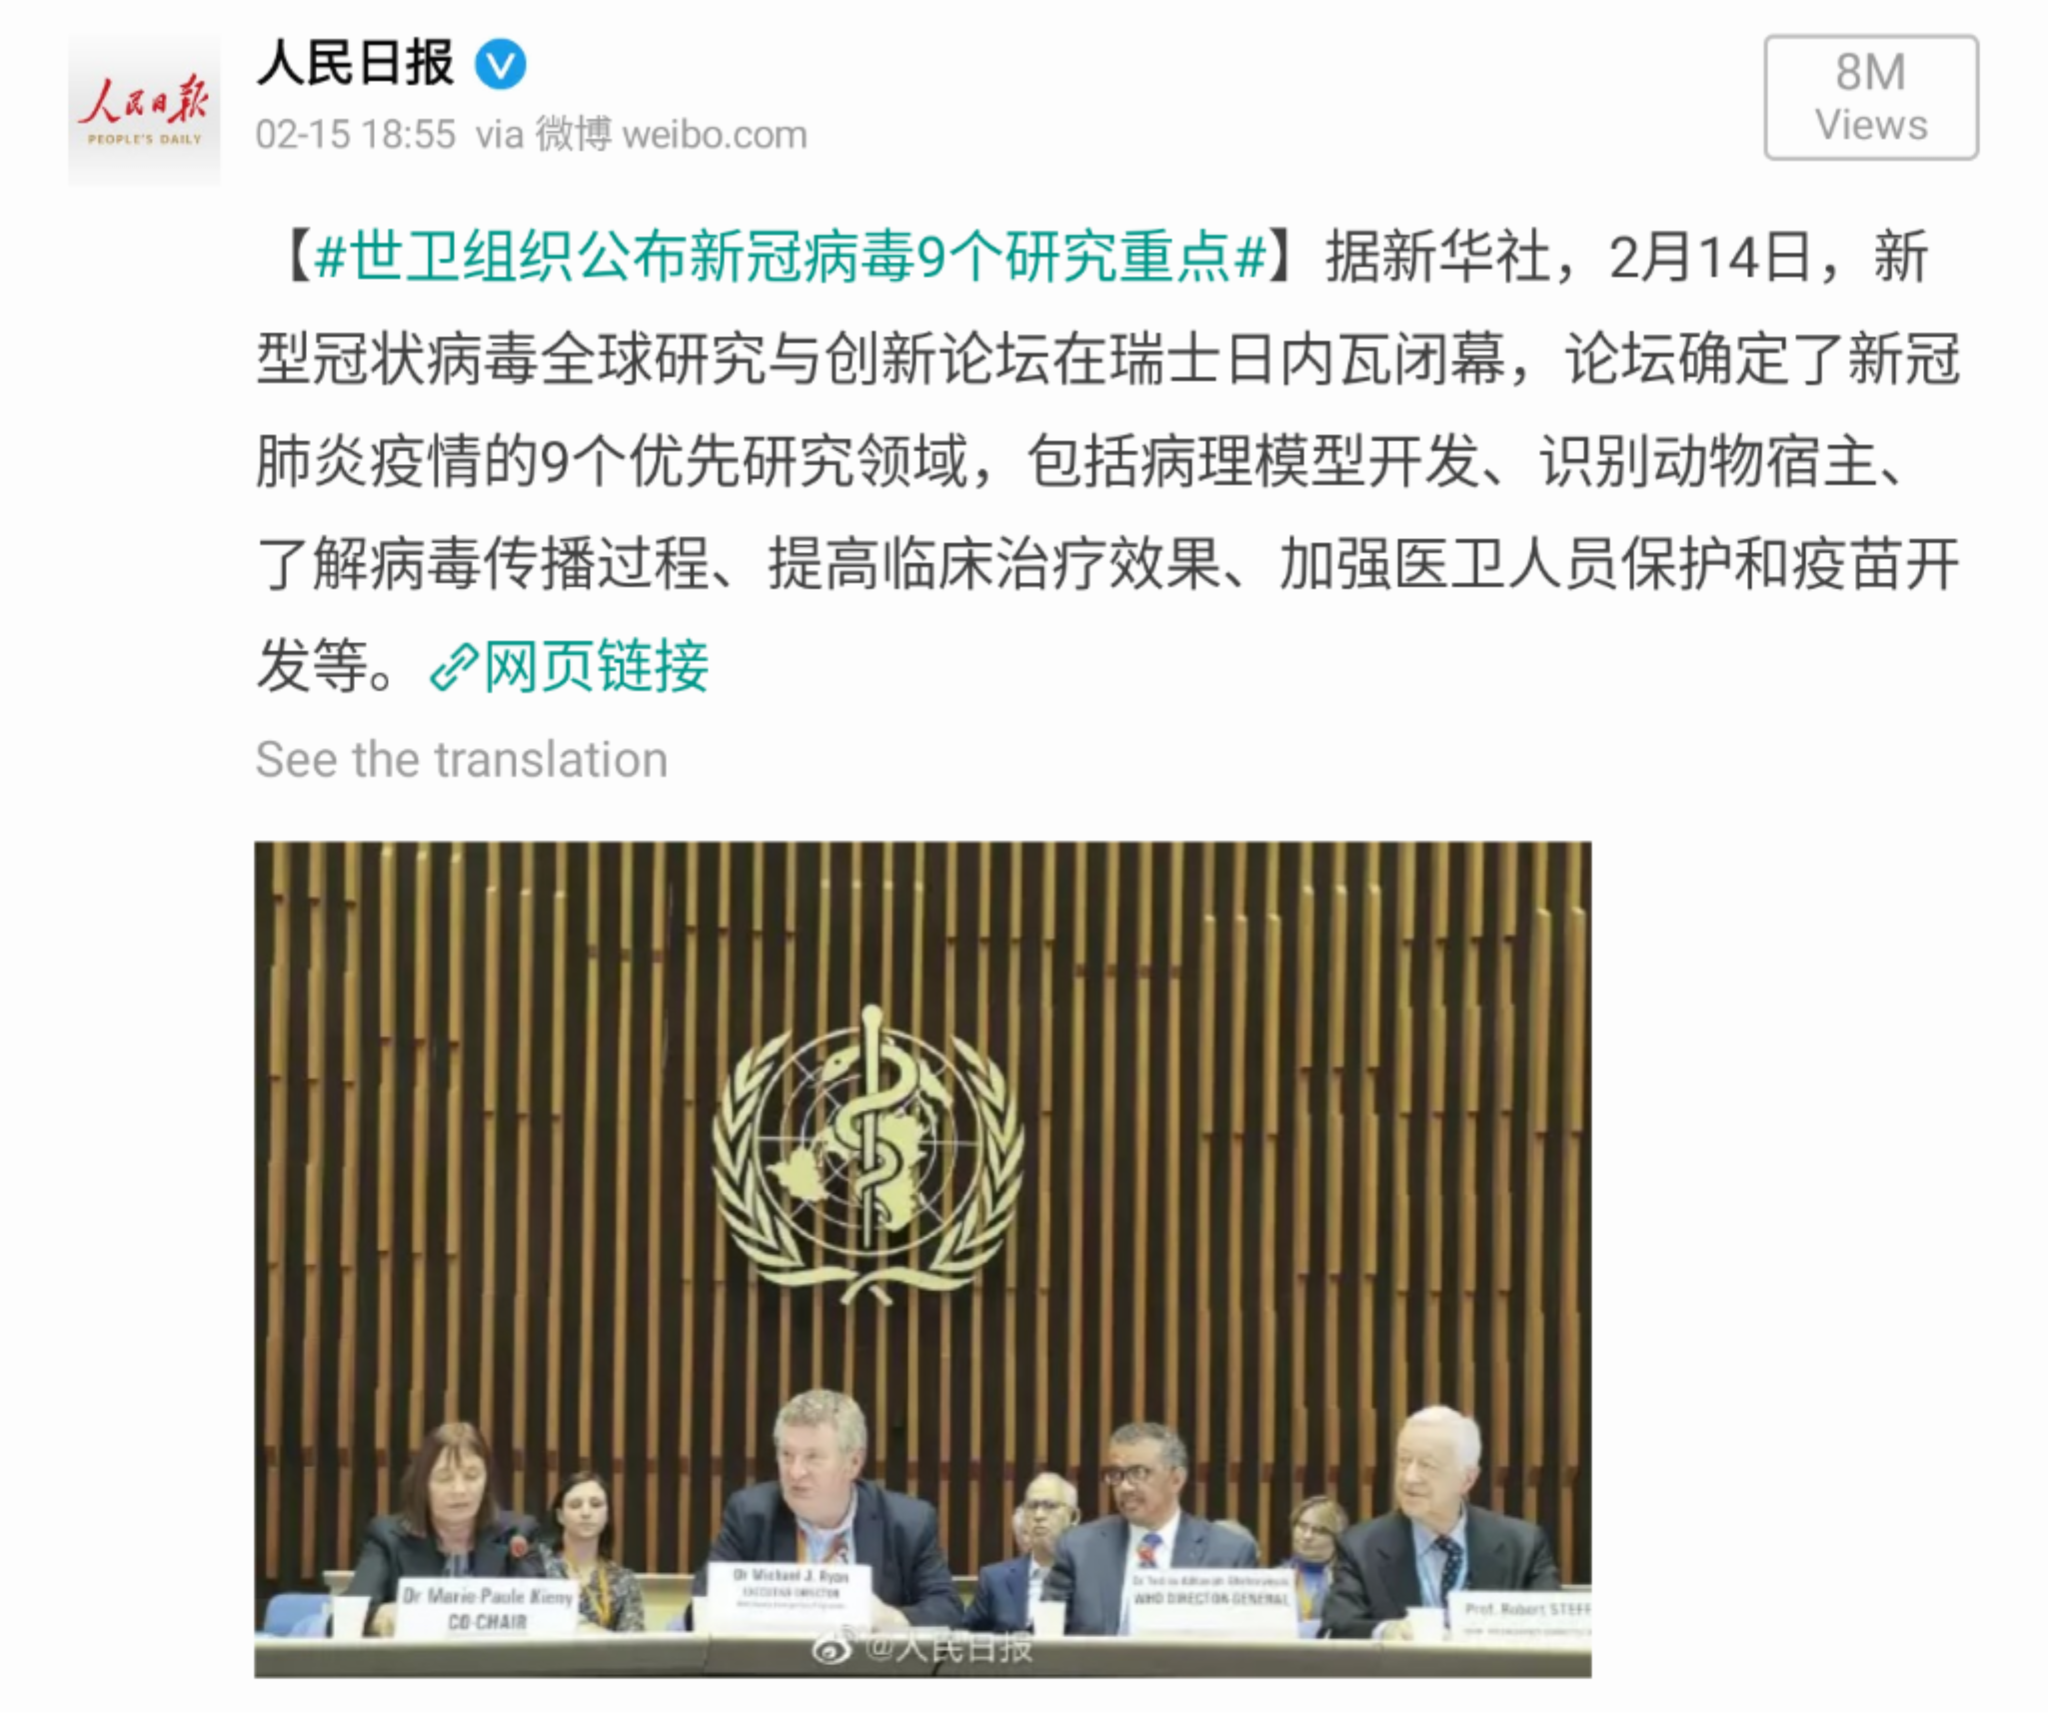 人民日报
人民日報
PEOPLE'S DAILY
02-15 18:55 via 微博 weibo.com
8M
Views
【#世卫组织公布新冠病毒9个研究重点#】据新华社，2月14日，新
型冠状病毒全球研究与创新论坛在瑞士日内瓦闭幕，论坛确定了新冠
肺炎疫情的9个优先研究领域，包括病理模型开发、识别动物宿主、
了解病毒传播过程、提高临床治疗效果、加强医卫人员保护和疫苗开
发等。网页链接
See the translation
Dr Marie-Paule Kieny
CO-CHAIR
Dr Michael J. Ryan
EXECUTIVE DIRECTOR
WHO DIRECTOR-GENERAL
Prof. Robert STEFF
@人民日报